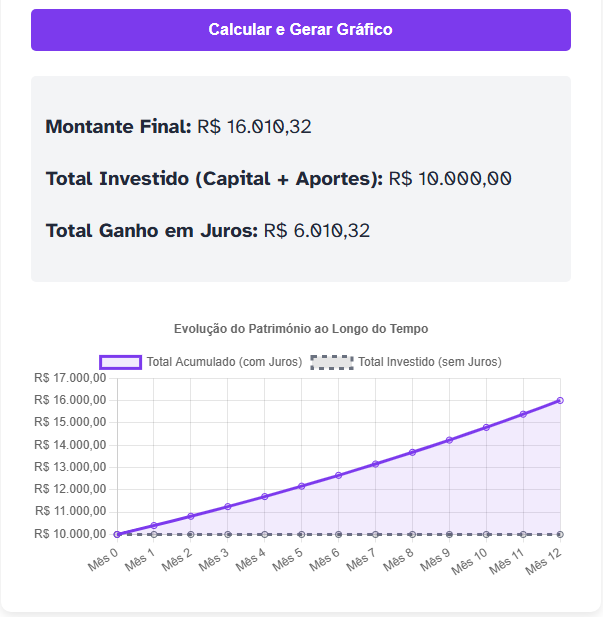 Calcular e Gerar Gráfico
Montante Final: R$ 16.010,32
Total Investido (Capital + Aportes): R$ 10.000,00
Total Ganho em Juros: R$ 6.010,32
Evolução do Património ao Longo do Tempo
Total Acumulado (com Juros) Total Investido (sem Juros)
R$ 17.000,00
R$ 16.000,00
R$ 15.000,00
R$ 14.000,00
R$ 13.000,00
R$ 12.000,00
R$ 11.000,00
R$ 10.000,00
Mês 0 Mês 1 Mês 2 Mês 3 Mês 4 Mês 5 Mês 6 Mês 7 Mês 8 Mês 9 Mês 10 Mês 11 Mês 12